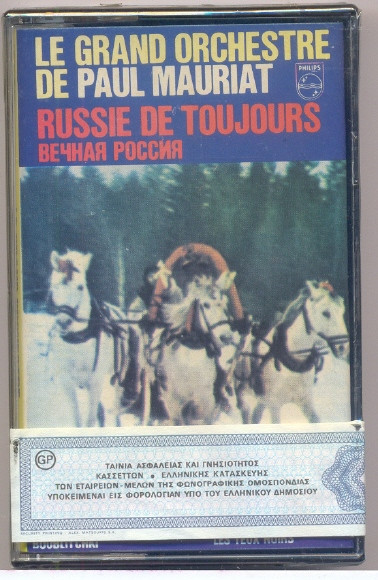 LE GRAND ORCHESTRE
DE PAUL MAURIAT
PHILIPS
RUSSIE DE TOUJOURS
ВЕЧНАЯ РОССИЯ
GP
ΤΑΙΝΙΑ ΑΣΦΑΛΕΙΑΣ ΚΑΙ ΓΝΗΣΙΟΤΗΤΟΣ
ΚΑΣΣΕΤΤΩΝ • ΕΛΛΗΝΙΚΗΣ ΚΑΤΑΣΚΕΥΗΣ
ΤΩΝ ΕΤΑΙΡΕΙΩΝ-ΜΕΛΩΝ ΤΗΣ ΦΩΝΟΓΡΑΦΙΚΗΣ ΟΜΟΣΠΟΝΔΙΑΣ
ΥΠΟΚΕΙΜΕΝΑΙ ΕΙΣ ΦΟΡΟΛΟΓΙΑΝ ΥΠΟ ΤΟΥ ΕΛΛΗΝΙΚΟΥ ΔΗΜΟΣΙΟΥ
LES YEUX NOIRS